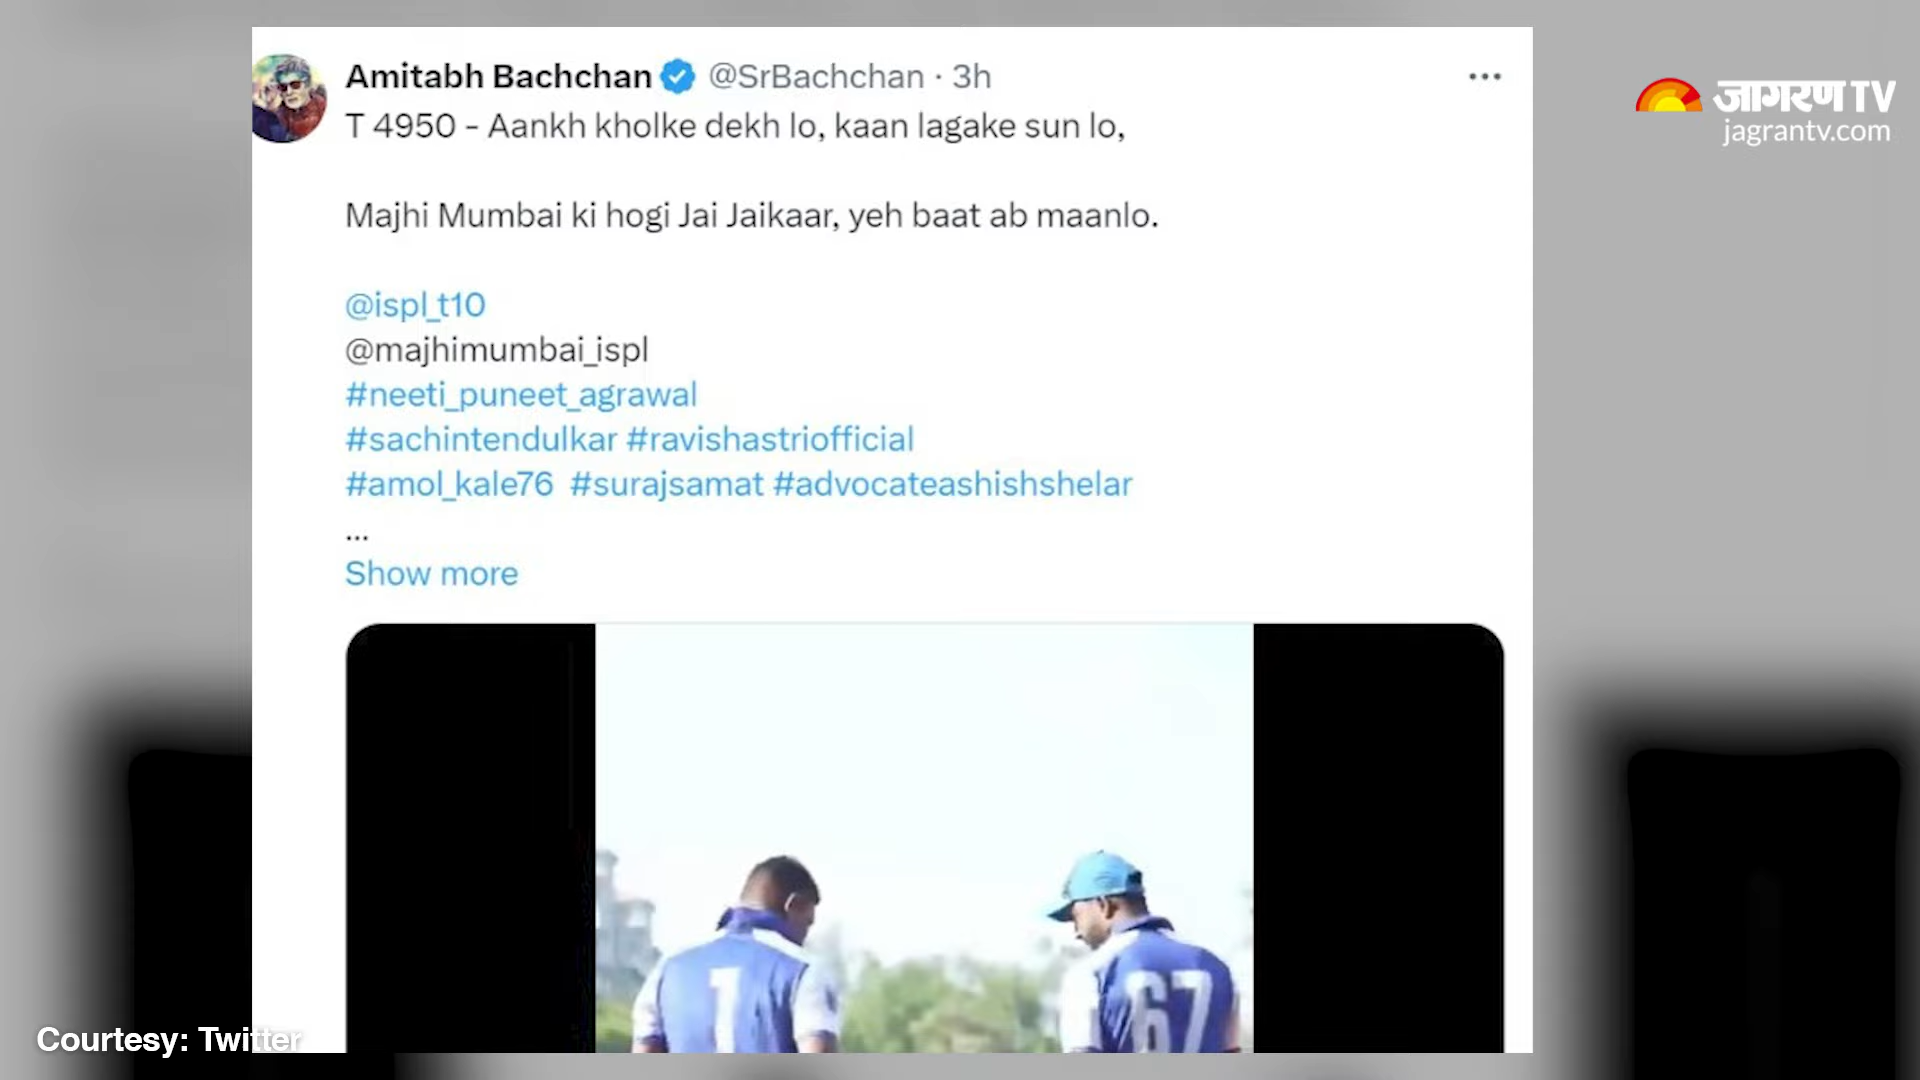 Amitabh Bachchan @SrBachchan · 3h
T 4950 - Aankh kholke dekh lo, kaan lagake sun lo,
Majhi Mumbai ki hogi Jai Jaikaar, yeh baat ab maanlo.
@ispl_t10
@majhimumbai_ispl
#neeti_puneet_agrawal
#sachintendulkar #ravishastriofficial
#amol_kale76 #surajsamat #advocateashishshelar
...
Show more
1
67
जागरण TV
jagrantv.com
Courtesy: Twitter